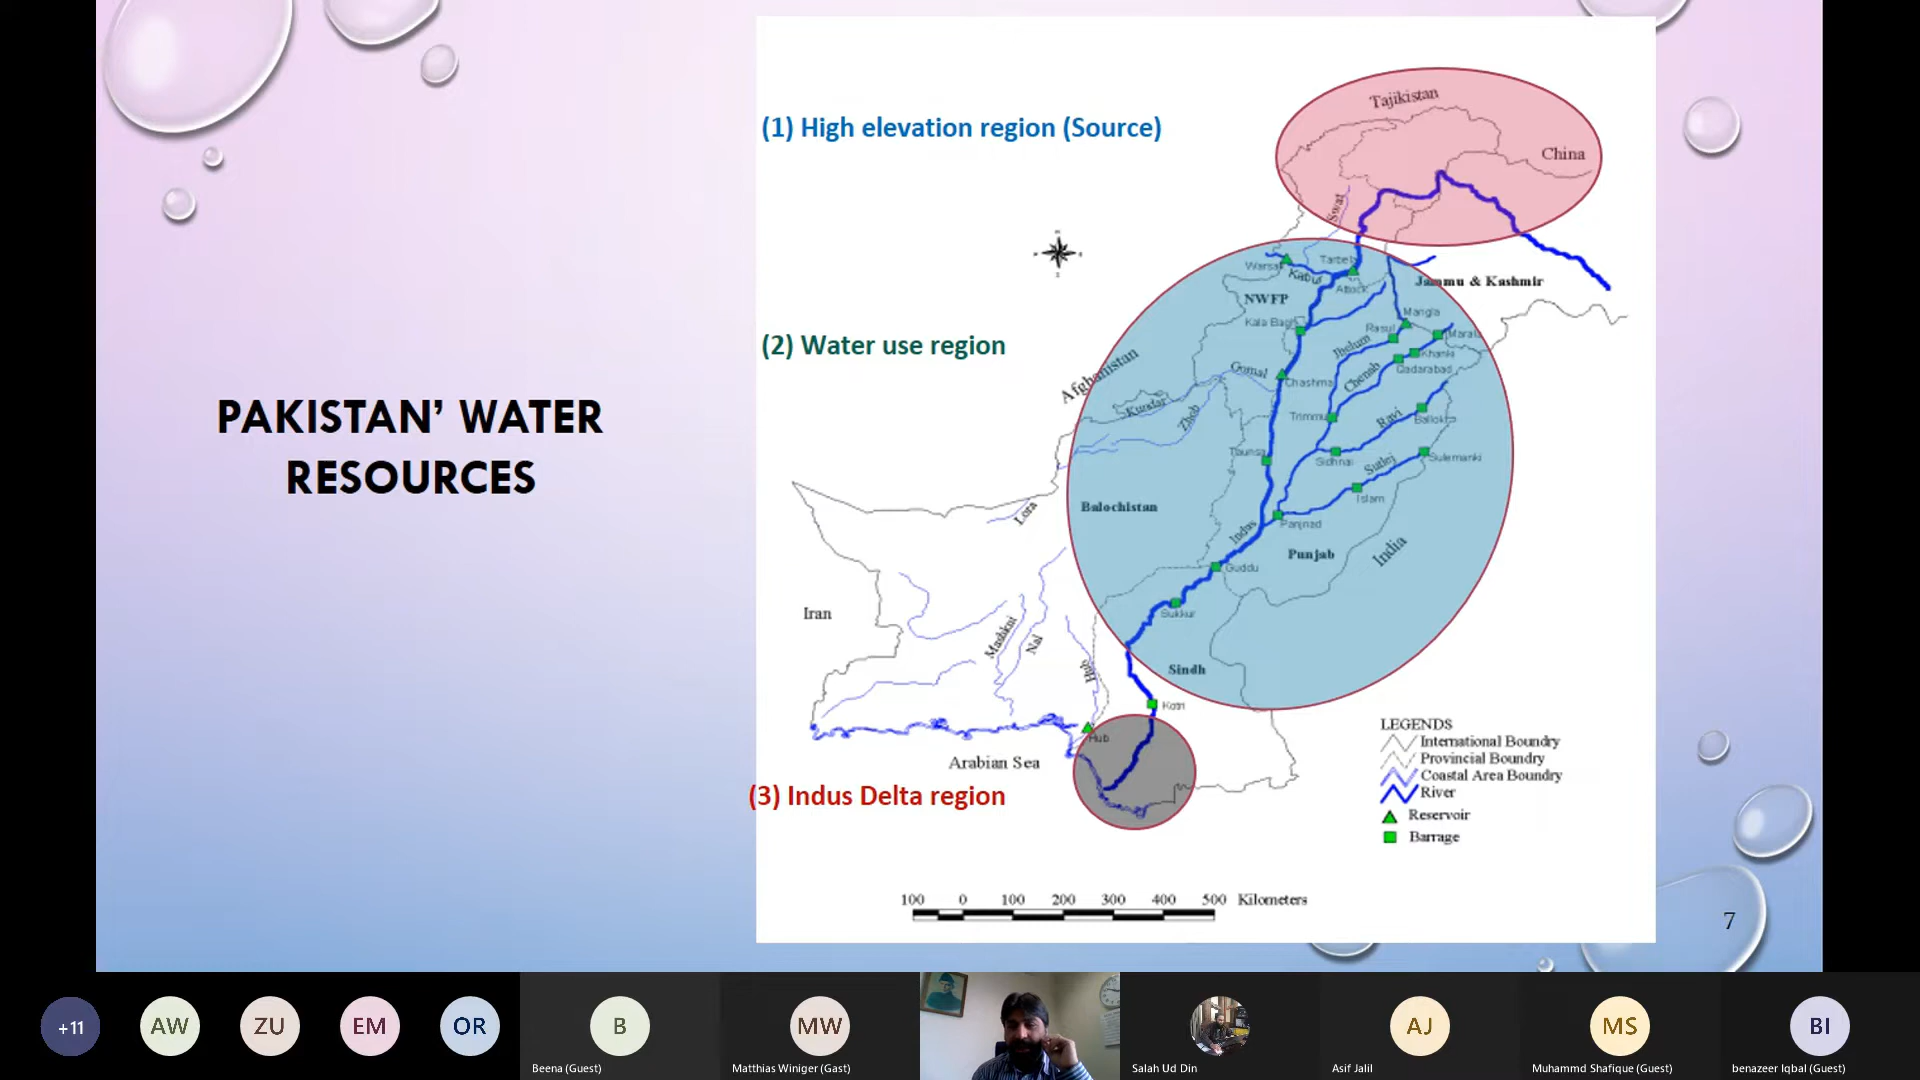 PAKISTAN’ WATER
RESOURCES
(1) High elevation region (Source)
(2) Water use region
(3) Indus Delta region
Tajikistan
China
Swat
Warsak
Kabul
Tarbela
Attock
Jammu & Kashmir
NWFP
Kala Bagh
Mangla
Rasul
Marala
Jhelum
Khanki
Qadarabad
Chenab
Afghanistan
Gomal
Chashma
Kundar
Zhob
Trimmu
Ravi
Balloki
Taunsa
Sidhnai
Sutlej
Sulemanki
Islam
Balochistan
Lora
Indus
Panjnad
Punjab
India
Guddu
Iran
Sukkur
Mashkai
Nal
Hub
Sindh
Kotri
Hub
Arabian Sea
LEGENDS
International Boundry
Provincial Boundry
Coastal Area Boundry
River
Reservoir
Barrage
100 0 100 200 300 400 500 Kilometers
7
+11
AW
ZU
EM
OR
B
MW
AJ
MS
BI
Beena (Guest)
Matthias Winiger (Gast)
Salah Ud Din
Asif Jalil
Muhammd Shafique (Guest)
benazeer Iqbal (Guest)